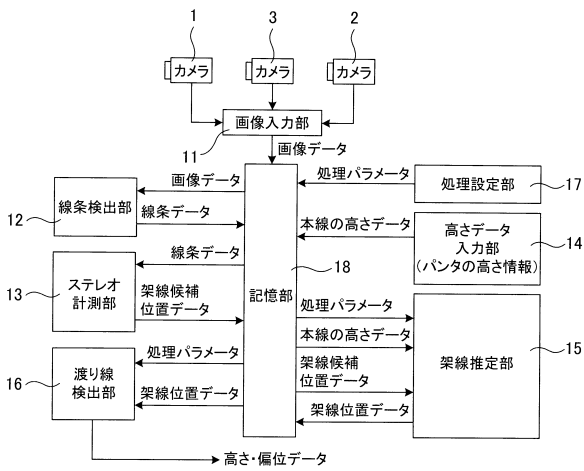 1
3
2
カメラ
カメラ
カメラ
画像入力部
11
画像データ
画像データ
処理パラメータ
処理設定部
17
線条検出部
12
線条データ
本線の高さデータ
高さデータ
入力部
(パンタの高さ情報)
14
線条データ
18
ステレオ
計測部
13
架線候補
位置データ
記憶部
処理パラメータ
本線の高さデータ
架線推定部
15
処理パラメータ
架線候補
位置データ
渡り線
検出部
16
架線位置データ
架線位置データ
高さ・偏位データ